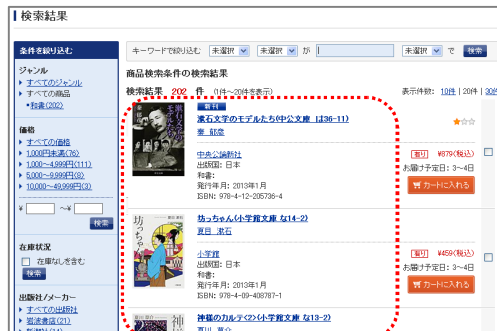 検索結果
条件を絞り込む
ジャンル
すべてのジャンル
すべての商品
和書(202)
価格
すべての価格
1,000円未満(76)
1,000～4,999円(111)
5,000～9,999円(8)
10,000～49,999円(3)
¥ ～¥
検索
在庫状況
在庫なしを含む
検索
出版社/メーカー
すべての出版社
岩波書店(21)
キーワードで絞り込む 未選択 未選択 が 未選択 で 検索
商品検索条件の検索結果
検索結果 202 件 (1件～20件を表示) 表示件数: 10件 | 20件 |
新刊
漱石文学のモデルたち(中公文庫 は36-11)
秦 郁彦
中央公論新社
出版国: 日本
和書:
発行年月: 2013年1月
ISBN: 978-4-12-205736-4
有り ¥879(税込)
お届け予定日: 3～4日
カートに入れる
坊っちゃん
坊っちゃん(小学館文庫 な14-2)
夏目 漱石
小学館
出版国: 日本
和書:
発行年月: 2013年1月
ISBN: 978-4-09-408787-1
有り ¥459(税込)
お届け予定日: 3～4日
カートに入れる
神様のカルテ<2>(小学館文庫 な13-2)
夏川 草介